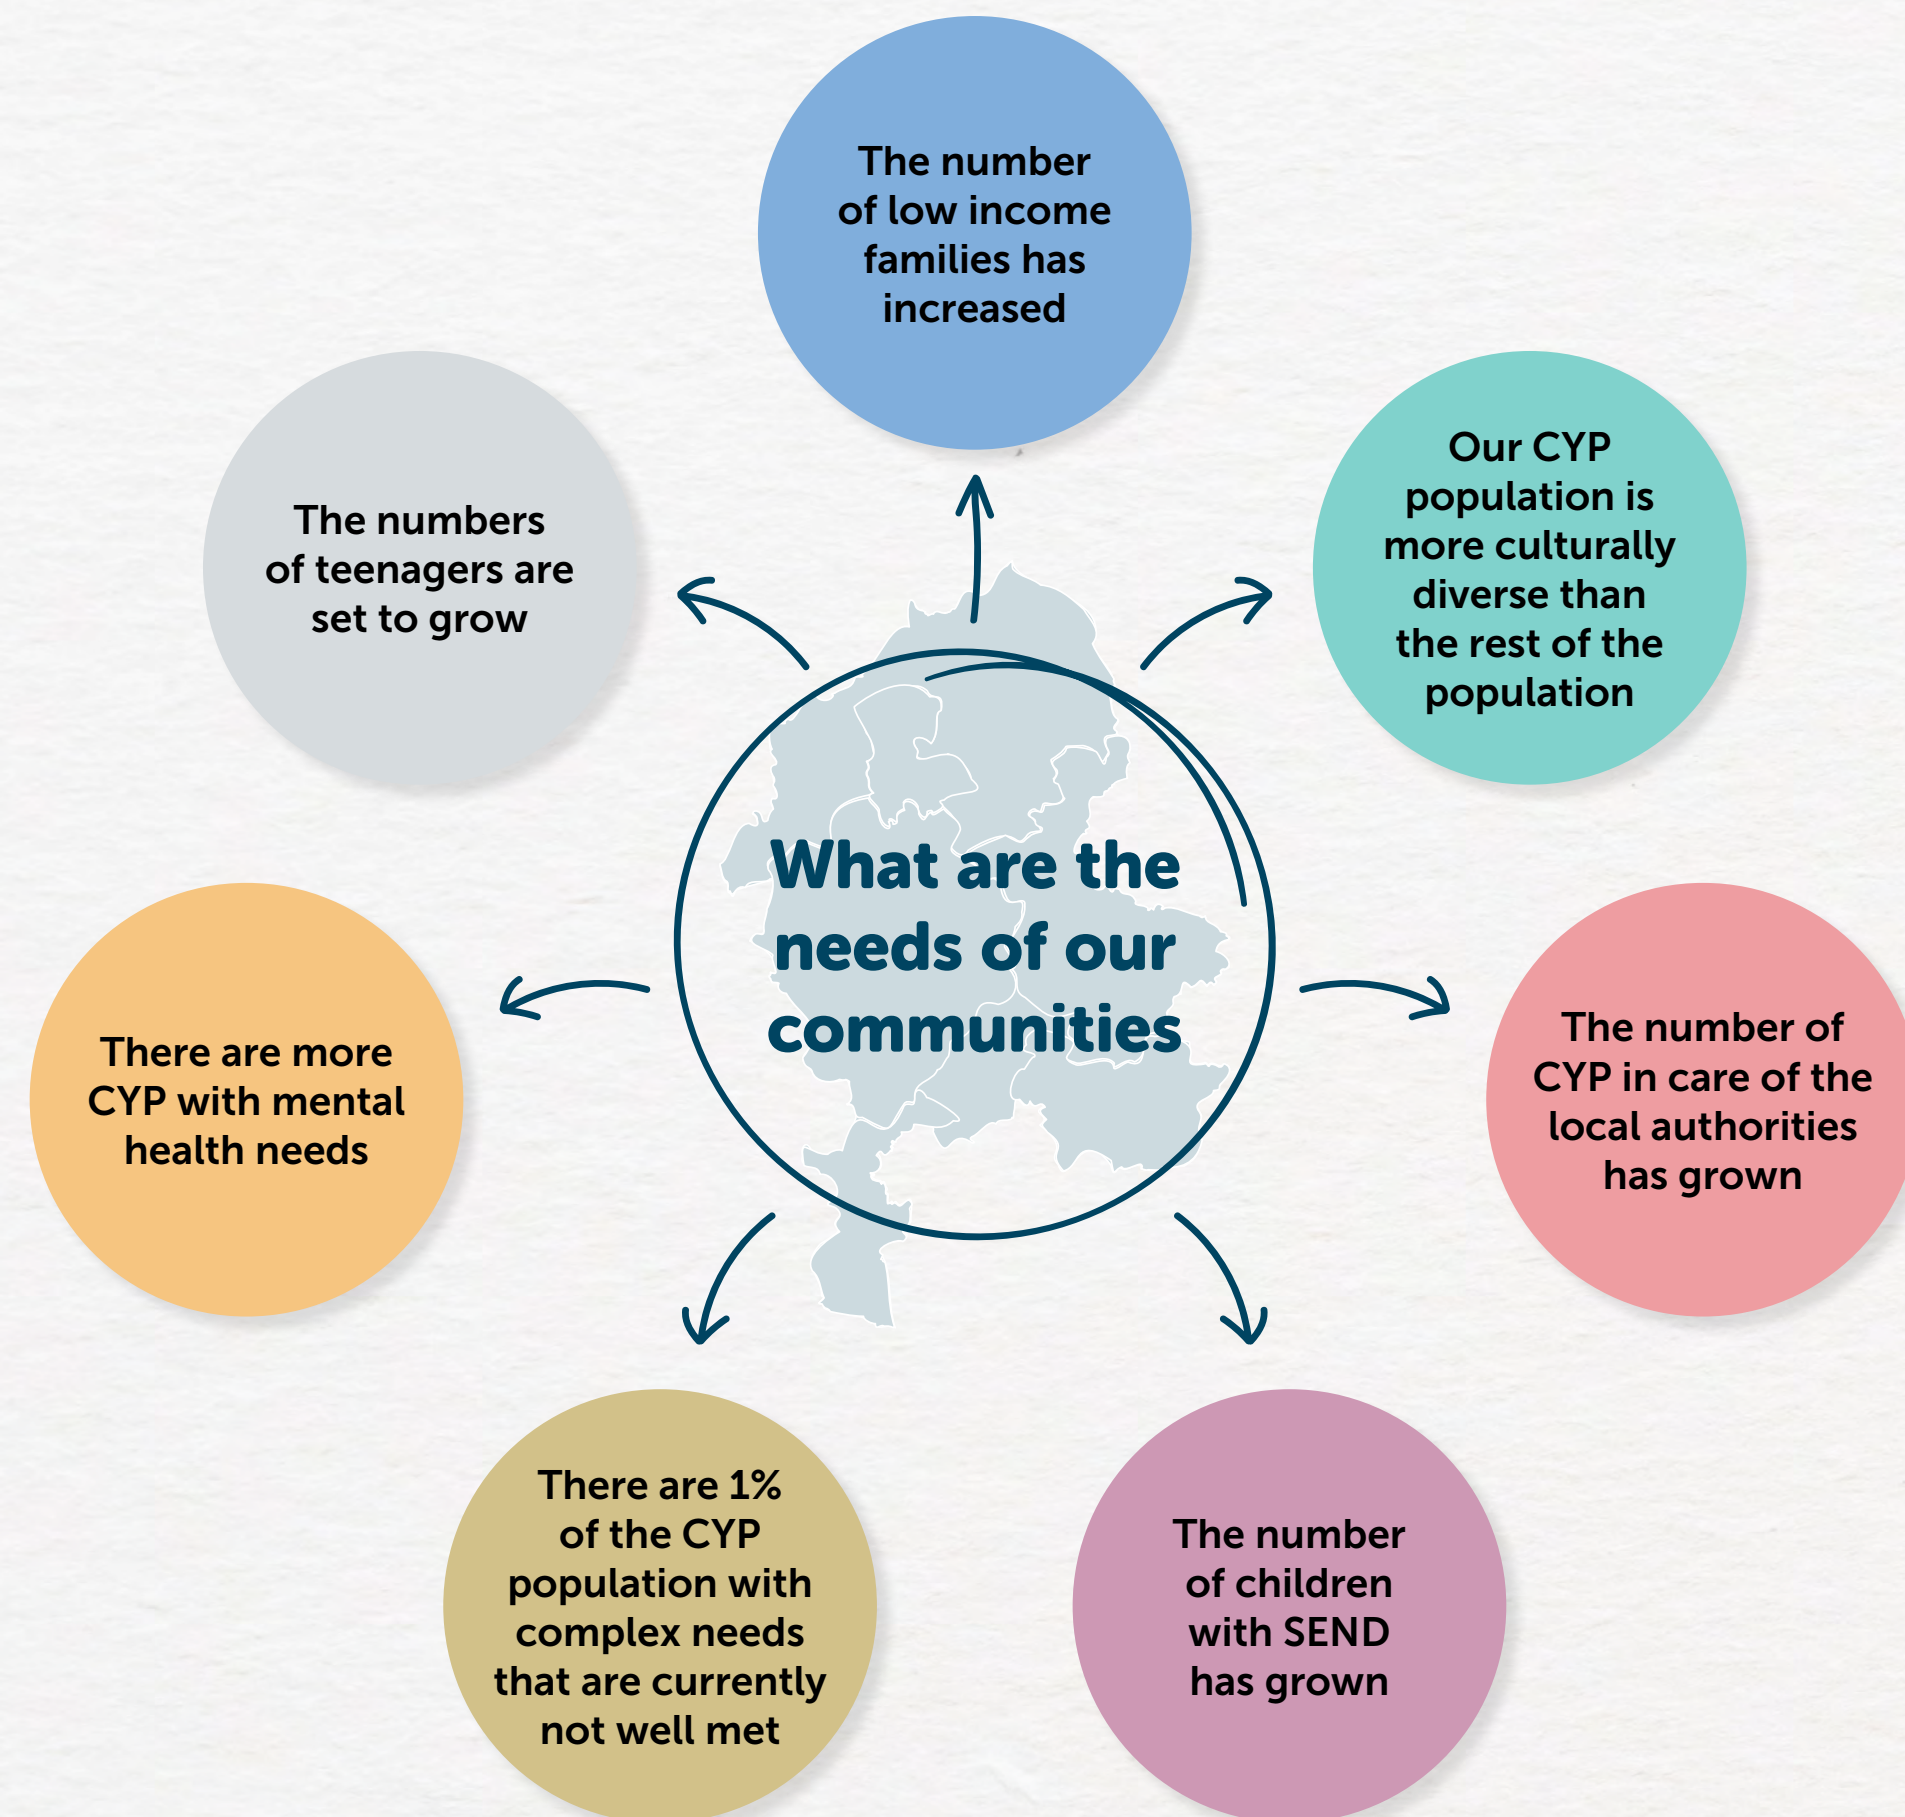 The number
of low income
families has
increased
Our CYP
population is
more culturally
diverse than
the rest of the
population
The number of
CYP in care of the
local authorities
has grown
The number
of children
with SEND
has grown
There are 1%
of the CYP
population with
complex needs
that are currently
not well met
There are more
CYP with mental
health needs
The numbers
of teenagers are
set to grow
What are the
needs of our
communities